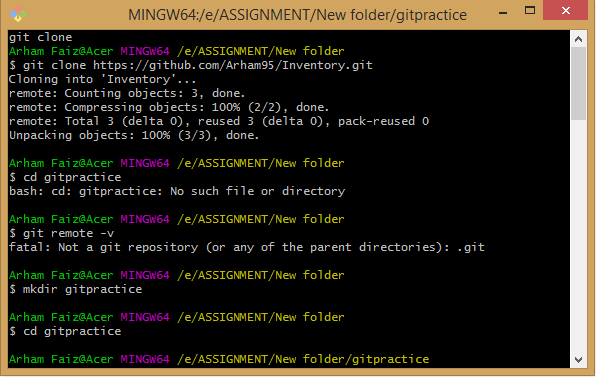 MINGW64:/e/ASSIGNMENT/New folder/gitpractice
git clone
Arham Faiz@Acer MINGW64 /e/ASSIGNMENT/New folder
$ git clone https://github.com/Arham95/Inventory.git
Cloning into 'Inventory'...
remote: Counting objects: 3, done.
remote: Compressing objects: 100% (2/2), done.
remote: Total 3 (delta 0), reused 3 (delta 0), pack-reused 0
Unpacking objects: 100% (3/3), done.
Arham Faiz@Acer MINGW64 /e/ASSIGNMENT/New folder
$ cd gitpractice
bash: cd: gitpractice: No such file or directory
Arham Faiz@Acer MINGW64 /e/ASSIGNMENT/New folder
$ git remote -v
fatal: Not a git repository (or any of the parent directories): .git
Arham Faiz@Acer MINGW64 /e/ASSIGNMENT/New folder
$ mkdir gitpractice
Arham Faiz@Acer MINGW64 /e/ASSIGNMENT/New folder
$ cd gitpractice
Arham Faiz@Acer MINGW64 /e/ASSIGNMENT/New folder/gitpractice